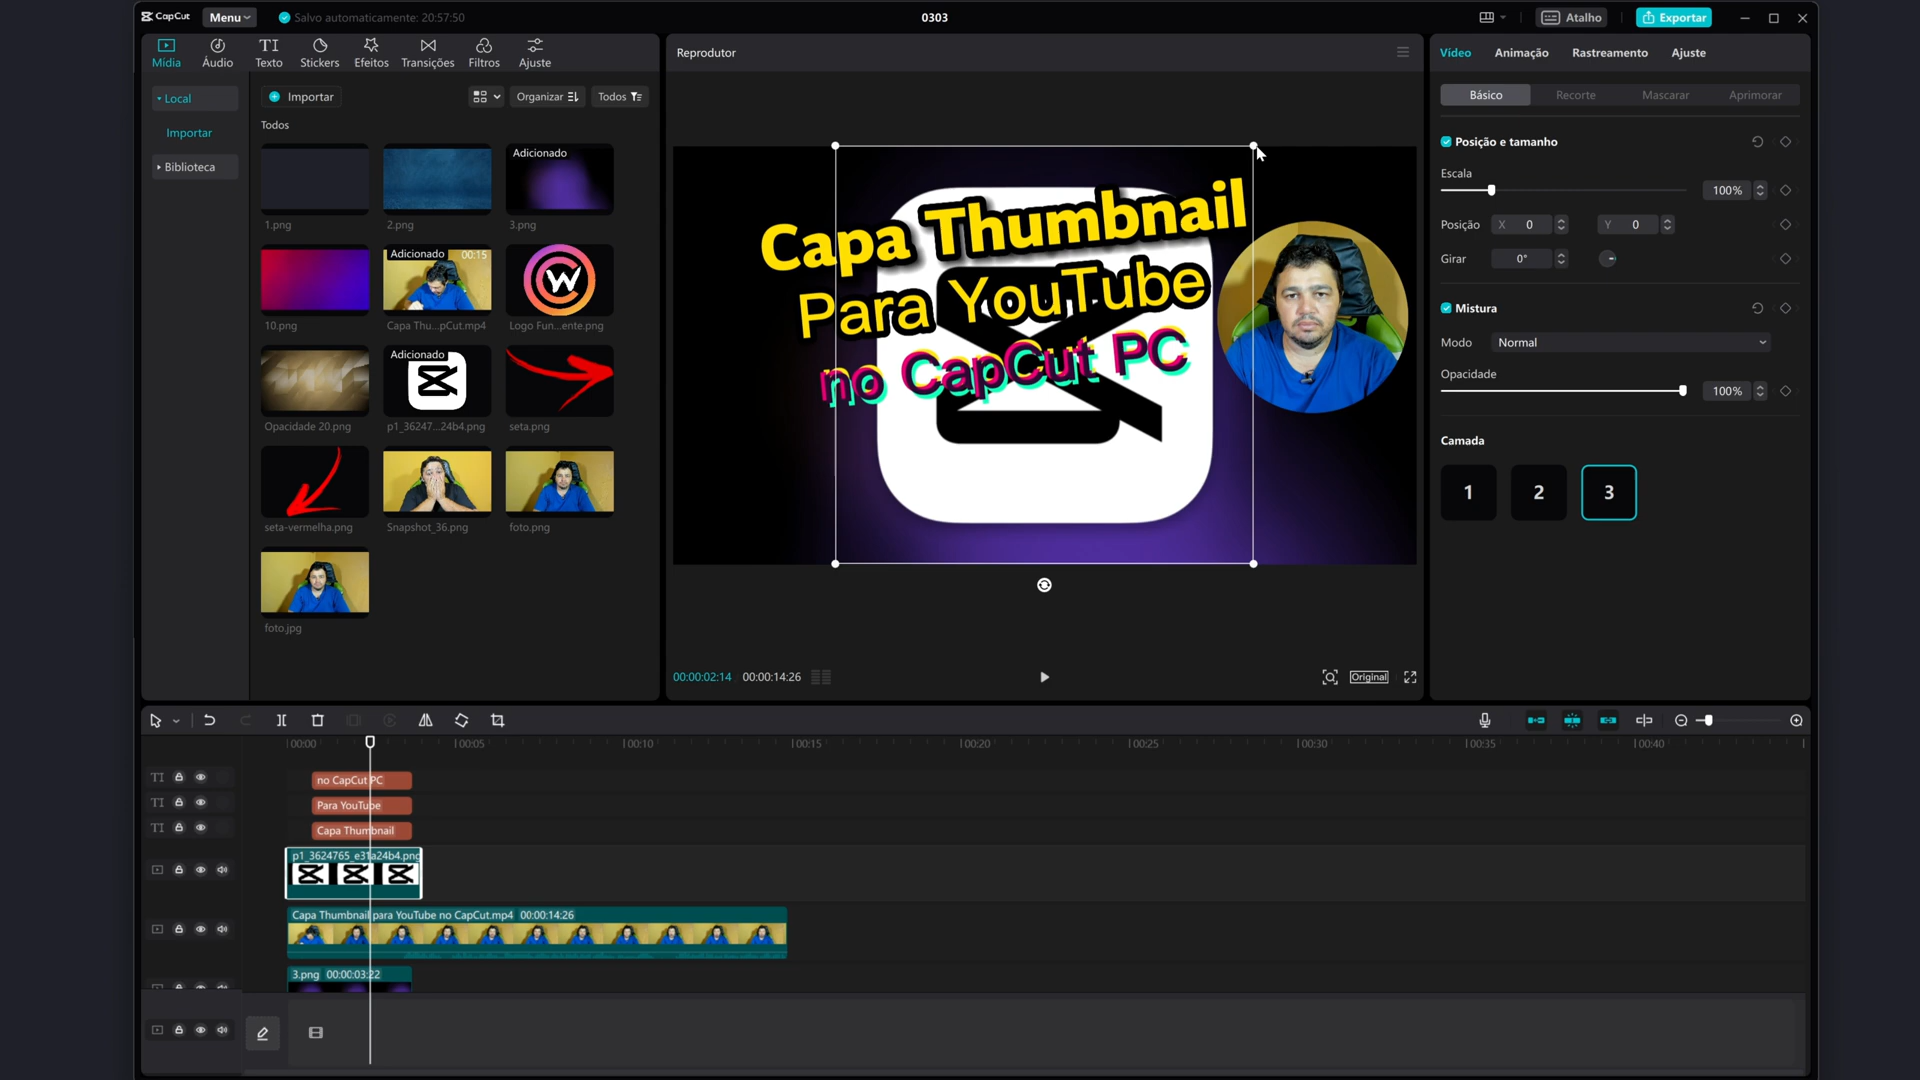 CapCut
Menu
Salvo automaticamente: 20:57:50
0303
Atalho
Exportar
Mídia
Áudio
Texto
Stickers
Efeitos
Transições
Filtros
Ajuste
Reprodutor
Vídeo
Animação
Rastreamento
Ajuste
Local
Importar
Biblioteca
Importar
Organizar
Todos
Todos
1.png
2.png
Adicionado
3.png
10.png
Adicionado 00:15
Capa Thu...pCut.mp4
Logo Fun...ente.png
Opacidade 20.png
Adicionado
p1_36247...24b4.png
seta.png
seta-vermelha.png
Snapshot_36.png
foto.png
foto.jpg
Capa Thumbnail
Para YouTube
no CapCut PC
00:00:02:14
00:00:14:26
Original
Básico
Recorte
Mascarar
Aprimorar
Posição e tamanho
Escala
100%
Posição X 0 Y 0
Girar 0°
Mistura
Modo Normal
Opacidade
100%
Camada
1 2 3
00:00
00:05
00:10
00:15
00:20
00:25
00:30
00:35
00:40
TI no CapCut PC
TI Para YouTube
TI Capa Thumbnail
p1_3624765_e31a24b4.png
Capa Thumbnail para YouTube no CapCut.mp4 00:00:14:26
3.png 00:00:03:22